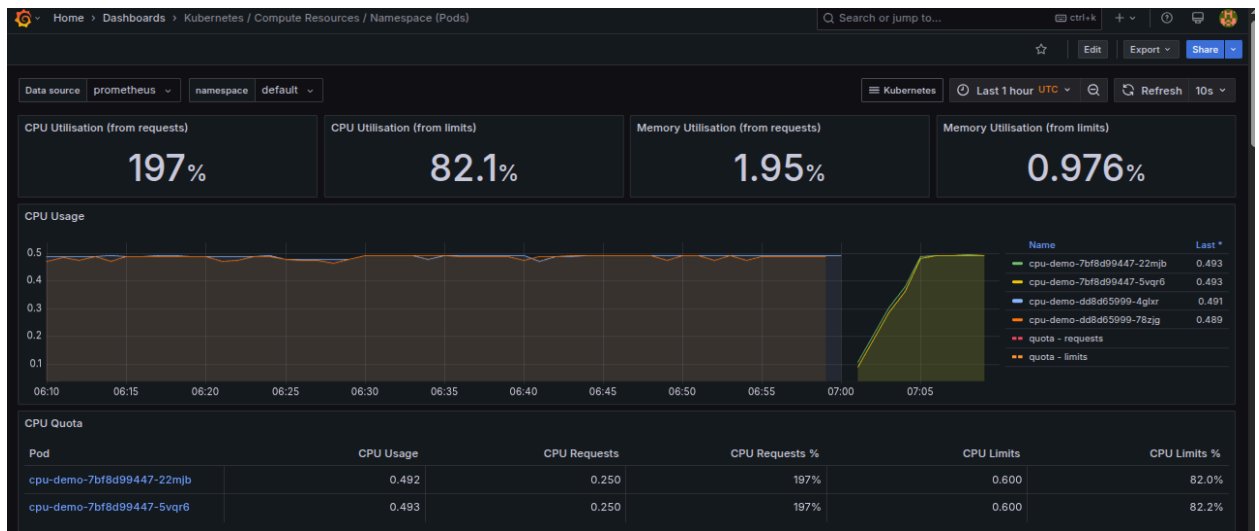 Home › Dashboards › Kubernetes / Compute Resources / Namespace (Pods)
Search or jump to...
ctrl+k
Edit
Export
Share
Data source prometheus
namespace default
Kubernetes
Last 1 hour UTC
Refresh 10s
CPU Utilisation (from requests)
197%
CPU Utilisation (from limits)
82.1%
Memory Utilisation (from requests)
1.95%
Memory Utilisation (from limits)
0.976%
CPU Usage
0.5
0.4
0.3
0.2
0.1
06:10 06:15 06:20 06:25 06:30 06:35 06:40 06:45 06:50 06:55 07:00 07:05
Name Last *
cpu-demo-7bf8d99447-22mjb 0.493
cpu-demo-7bf8d99447-5vqr6 0.493
cpu-demo-dd8d65999-4glxr 0.491
cpu-demo-dd8d65999-78zjg 0.489
quota - requests
quota - limits
CPU Quota
Pod CPU Usage CPU Requests CPU Requests % CPU Limits CPU Limits %
cpu-demo-7bf8d99447-22mjb 0.492 0.250 197% 0.600 82.0%
cpu-demo-7bf8d99447-5vqr6 0.493 0.250 197% 0.600 82.2%